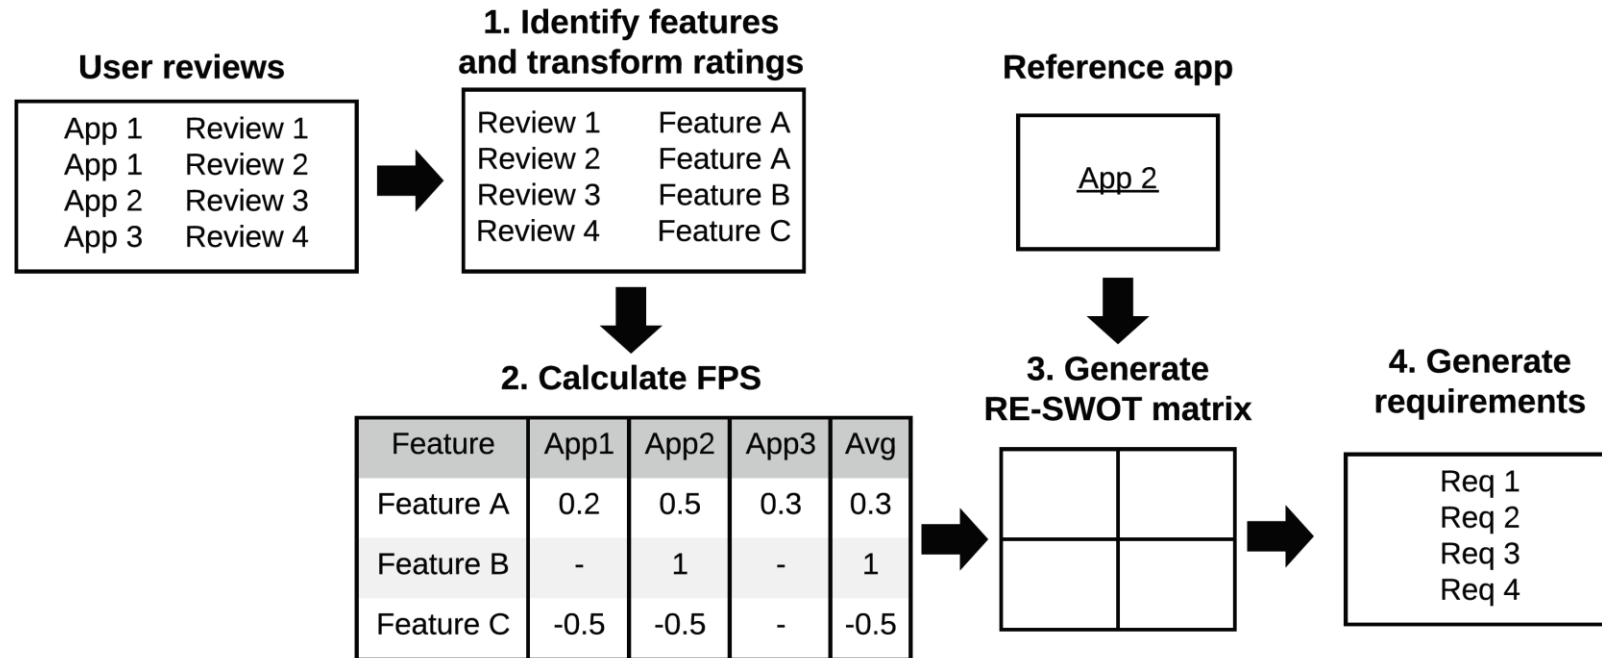 User reviews
App 1 Review 1
App 1 Review 2
App 2 Review 3
App 3 Review 4
1. Identify features
and transform ratings
Review 1 Feature A
Review 2 Feature A
Review 3 Feature B
Review 4 Feature C
Reference app
App 2
2. Calculate FPS
Feature App1 App2 App3 Avg
Feature A 0.2 0.5 0.3 0.3
Feature B - 1 - 1
Feature C -0.5 -0.5 - -0.5
3. Generate
RE-SWOT matrix
4. Generate
requirements
Req 1
Req 2
Req 3
Req 4